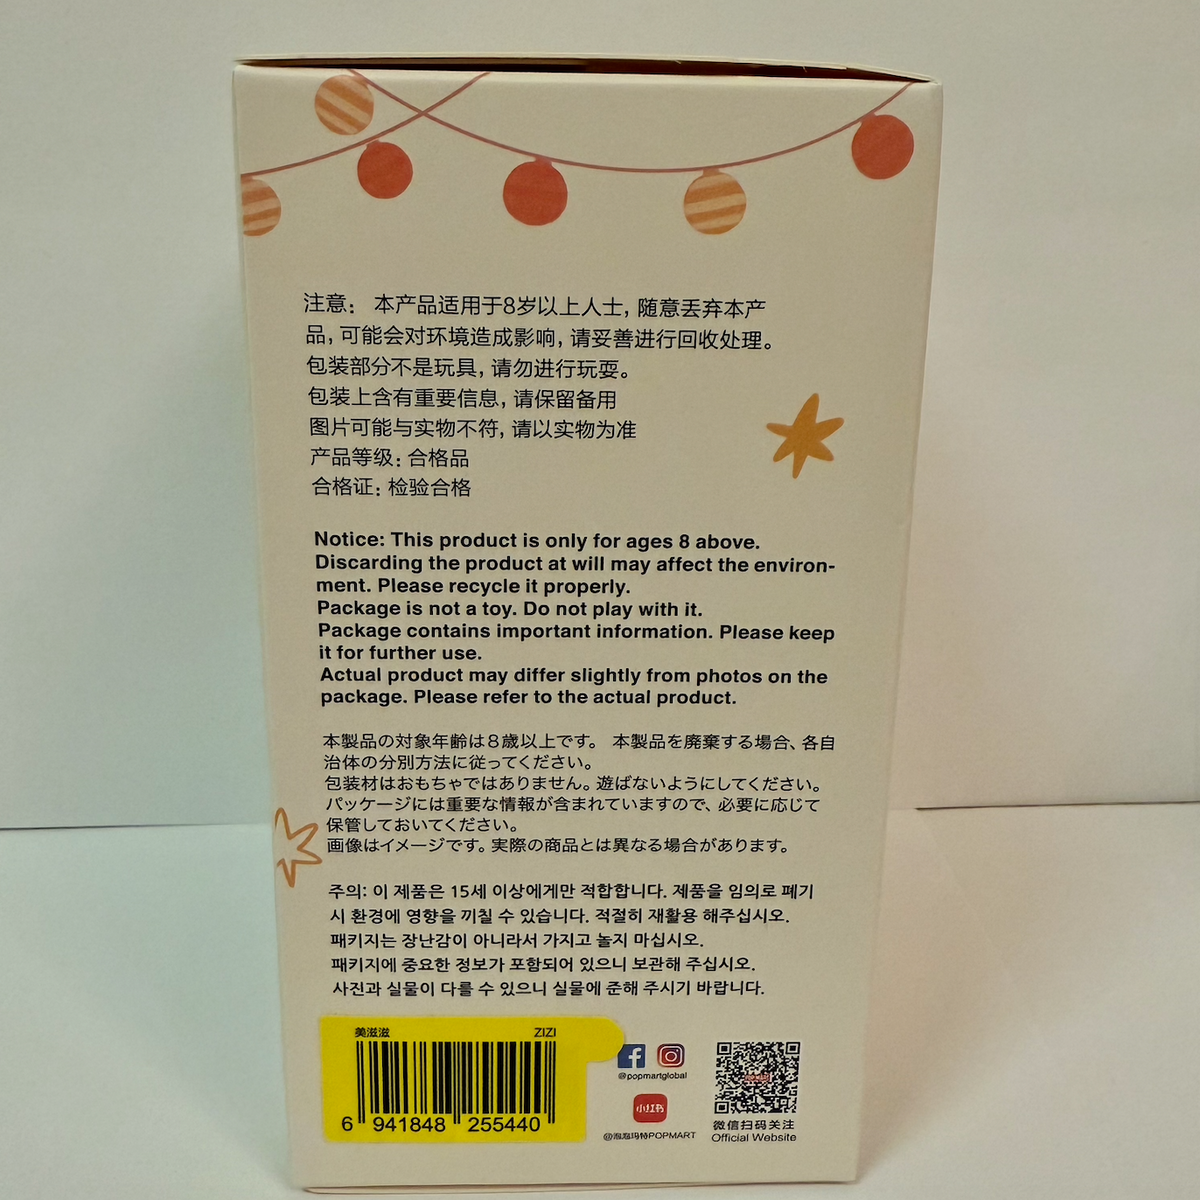 注意： 本产品适用于8岁以上人士, 随意丢弃本产
品, 可能会对环境造成影响, 请妥善进行回收处理。
包装部分不是玩具, 请勿进行玩耍。
包装上含有重要信息, 请保留备用
图片可能与实物不符, 请以实物为准
产品等级: 合格品
合格证: 检验合格
Notice: This product is only for ages 8 above.
Discarding the product at will may affect the environ-
ment. Please recycle it properly.
Package is not a toy. Do not play with it.
Package contains important information. Please keep
it for further use.
Actual product may differ slightly from photos on the
package. Please refer to the actual product.
本製品の対象年齢は８歳以上です。 本製品を廃棄する場合、各自
治体の分別方法に従ってください。
包装材はおもちゃではありません。遊ばないようにしてください。
パッケージには重要な情報が含まれていますので、必要に応じて
保管しておいてください。
画像はイメージです。実際の商品とは異なる場合があります。
주의: 이 제품은 15세 이상에게만 적합합니다. 제품을 임의로 폐기
시 환경에 영향을 끼칠 수 있습니다. 적절히 재활용 해주십시오.
패키지는 장난감이 아니라서 가지고 놀지 마십시오.
패키지에 중요한 정보가 포함되어 있으니 보관해 주십시오.
사진과 실물이 다를 수 있으니 실물에 준해 주시기 바랍니다.
美滋滋 ZIZI
6 941848 255440
@popmartglobal
小红书
@泡泡玛特POPMART
POP MART
微信扫码关注
Official Website